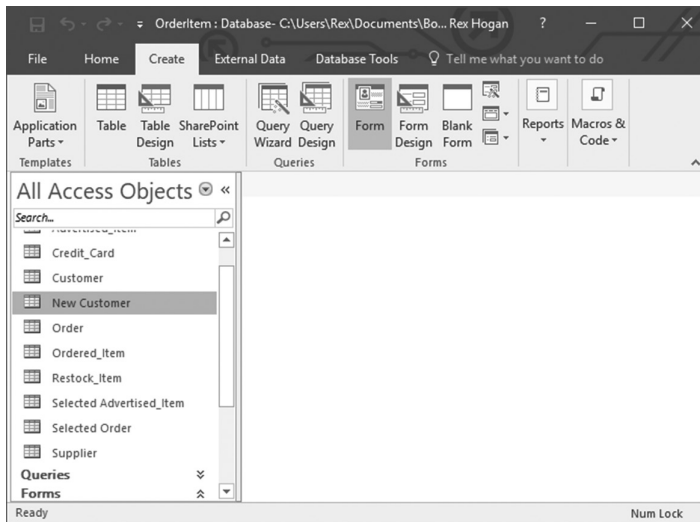 OrderItem : Database- C:\Users\Rex\Documents\Bo... Rex Hogan ?
File Home Create External Data Database Tools Tell me what you want to do
Application Parts
Table
Table Design
SharePoint Lists
Query Wizard
Query Design
Form
Form Design
Blank Form
Reports
Macros & Code
Templates Tables Queries Forms
All Access Objects «
Search...
Advertised_Item
Credit_Card
Customer
New Customer
Order
Ordered_Item
Restock_Item
Selected Advertised_Item
Selected Order
Supplier
Queries
Forms
Ready Num Lock